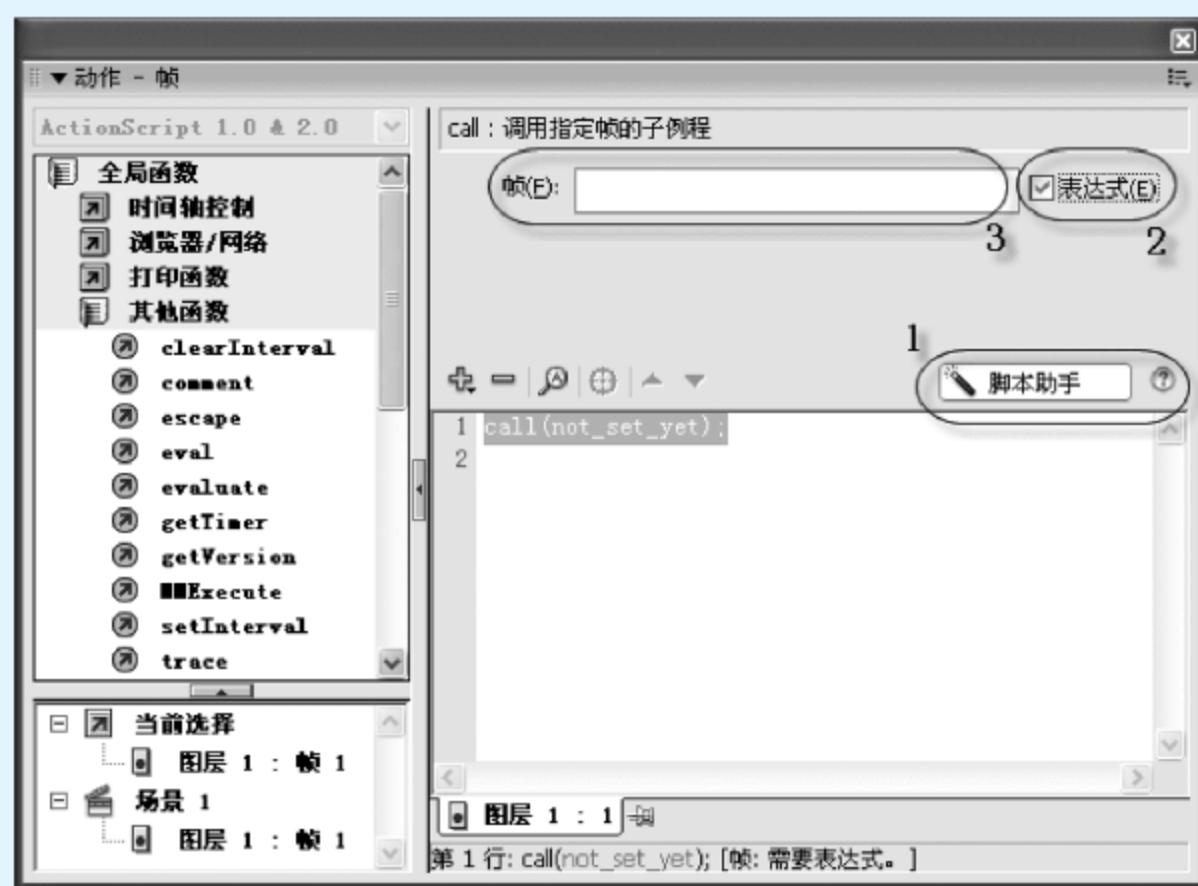 动作 - 帧
ActionScript 1.0 & 2.0
全局函数
时间轴控制
浏览器/网络
打印函数
其他函数
clearInterval
comment
escape
eval
evaluate
getTimer
getVersion
■■Execute
setInterval
trace
当前选择
图层 1 : 帧 1
场景 1
图层 1 : 帧 1
call : 调用指定帧的子例程
帧(F):
表达式(E)
3
2
1
脚本助手
1 call(not_set_yet);
2
图层 1 : 1
第 1 行: call(not_set_yet); [帧: 需要表达式。 ]